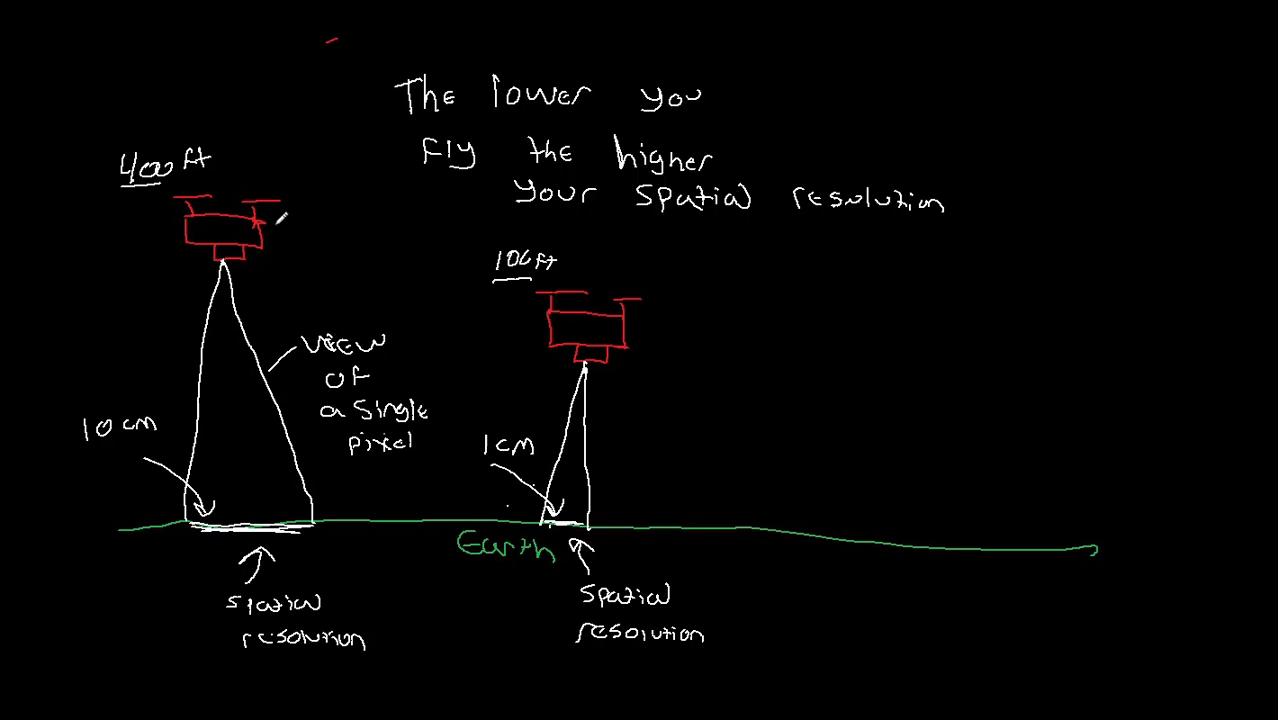 The lower you
Fly the higher
your spatial resolution
400 ft
100 ft
view
of
a single
pixel
10 cm
1 cm
Earth
spatial
resolution
spatial
resolution